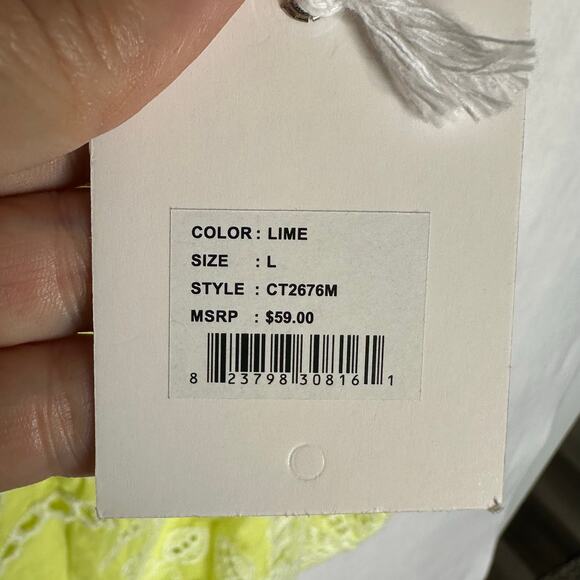 COLOR : LIME
SIZE : L
STYLE : CT2676M
MSRP : $59.00
8 23798 30816 1